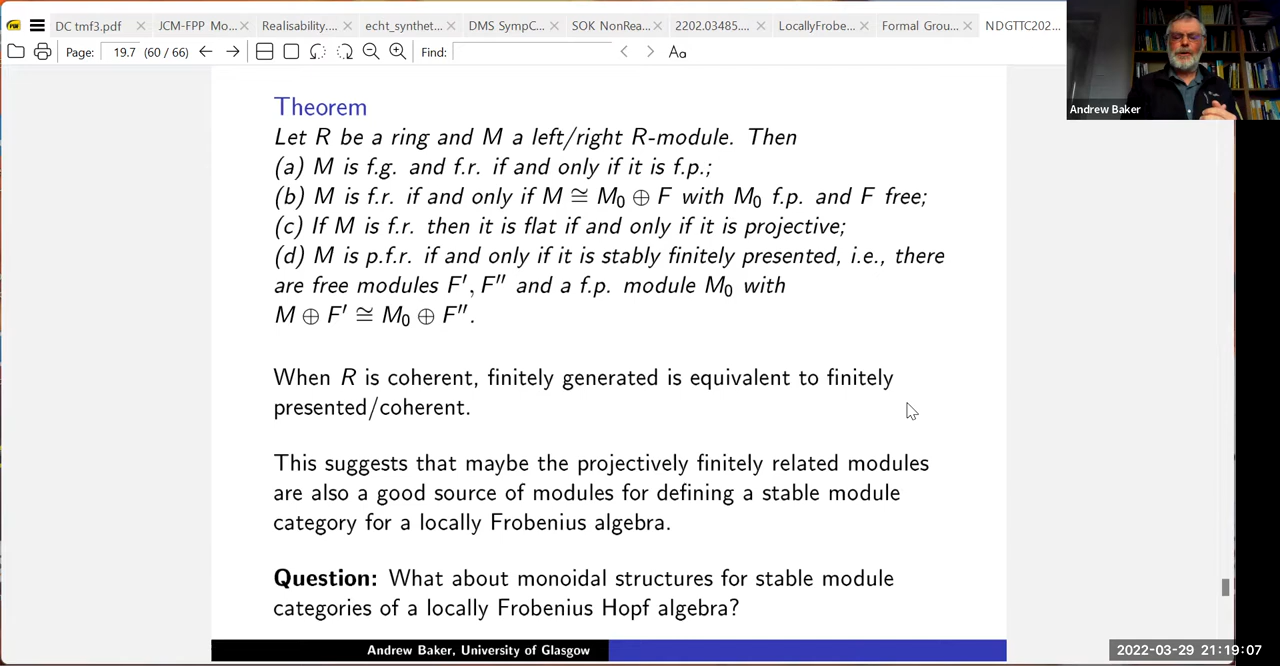 DC tmf3.pdf
JCM-FPP Mo...
Realisability....
echt_synthet...
DMS SympC...
SOK NonRea...
2202.03485....
LocallyFrobe...
Formal Grou...
NDGTTC202...
Page: 19.7 (60 / 66) Find: Aa
Andrew Baker
Theorem
Let R be a ring and M a left/right R-module. Then
(a) M is f.g. and f.r. if and only if it is f.p.;
(b) M is f.r. if and only if M ≅ M₀ ⊕ F with M₀ f.p. and F free;
(c) If M is f.r. then it is flat if and only if it is projective;
(d) M is p.f.r. if and only if it is stably finitely presented, i.e., there
are free modules F′, F″ and a f.p. module M₀ with
M ⊕ F′ ≅ M₀ ⊕ F″.
When R is coherent, finitely generated is equivalent to finitely
presented/coherent.
This suggests that maybe the projectively finitely related modules
are also a good source of modules for defining a stable module
category for a locally Frobenius algebra.
Question: What about monoidal structures for stable module
categories of a locally Frobenius Hopf algebra?
Andrew Baker, University of Glasgow
2022-03-29 21:19:07